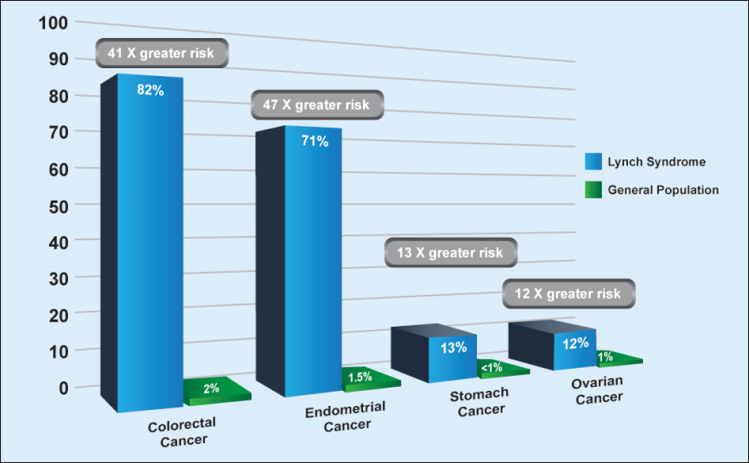 100
90
80
70
60
50
40
30
20
10
0
41 X greater risk
82%
2%
Colorectal
Cancer
47 X greater risk
71%
1.5%
Endometrial
Cancer
13 X greater risk
13%
<1%
Stomach
Cancer
12 X greater risk
12%
1%
Ovarian
Cancer
Lynch Syndrome
General Population